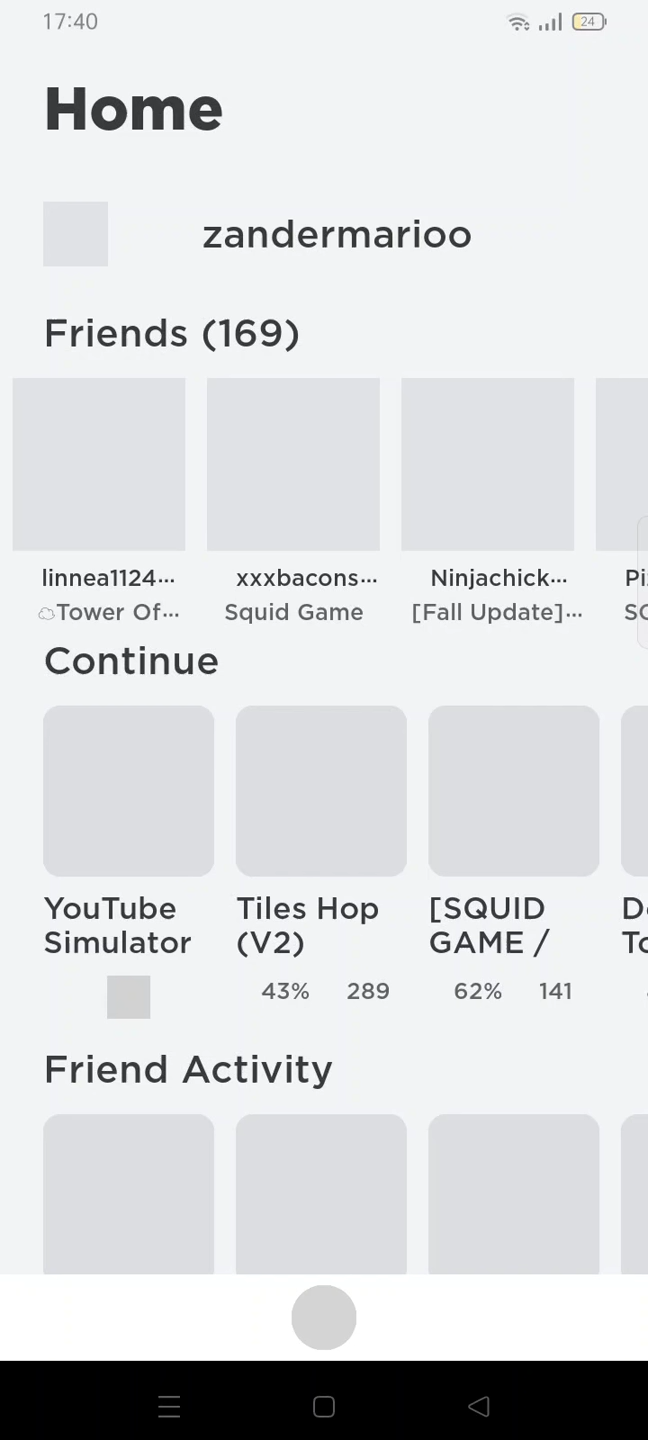 17:40
24
Home
zandermarioo
Friends (169)
linnea1124... xxxbacons... Ninjachick...
☁Tower Of... Squid Game [Fall Update]...
Continue
YouTube Tiles Hop [SQUID
Simulator (V2) GAME /
43% 289 62% 141
Friend Activity